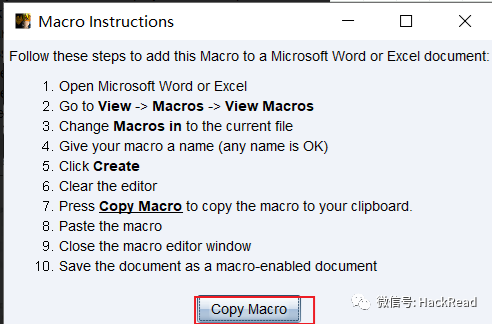 Macro Instructions
Follow these steps to add this Macro to a Microsoft Word or Excel document:
1. Open Microsoft Word or Excel
2. Go to View -> Macros -> View Macros
3. Change Macros in to the current file
4. Give your macro a name (any name is OK)
5. Click Create
6. Clear the editor
7. Press Copy Macro to copy the macro to your clipboard.
8. Paste the macro
9. Close the macro editor window
10. Save the document as a macro-enabled document
Copy Macro
微信号: HackRead